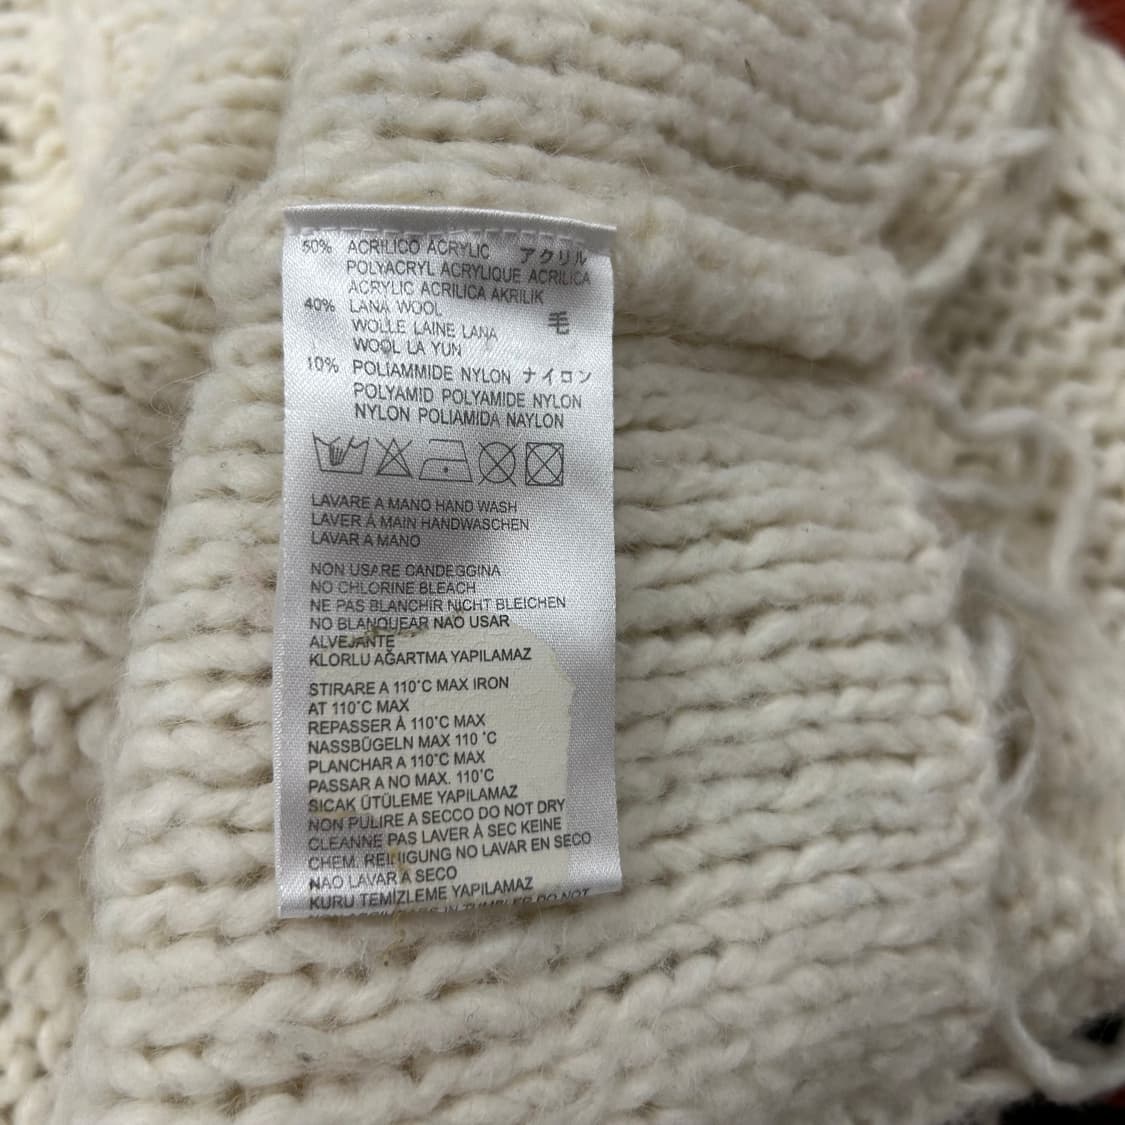 50% ACRILICO ACRYLIC アクリル
POLYACRYL ACRYLIQUE ACRILICA
ACRYLIC ACRILICA AKRILIK
40% LANA WOOL 毛
WOLLE LAINE LANA
WOOL LA YUN
10% POLIAMMIDE NYLON ナイロン
POLYAMID POLYAMIDE NYLON
NYLON POLIAMIDA NAYLON
LAVARE A MANO HAND WASH
LAVER Á MAIN HANDWASCHEN
LAVAR A MANO
NON USARE CANDEGGINA
NO CHLORINE BLEACH
NE PAS BLANCHIR NICHT BLEICHEN
NO BLANQUEAR NAO USAR
ALVEJANTE
KLORLU AĞARTMA YAPILAMAZ
STIRARE A 110°C MAX IRON
AT 110°C MAX
REPASSER Á 110°C MAX
NASSBÜGELN MAX 110 °C
PLANCHAR A 110°C MAX
PASSAR A NO MAX. 110°C
SICAK ÜTÜLEME YAPILAMAZ
NON PULIRE A SECCO DO NOT DRY
CLEANNE PAS LAVER Á SEC KEINE
CHEM. REINIGUNG NO LAVAR EN SECO
NAO LAVAR A SECO
KURU TEMİZLEME YAPILAMAZ
IN TUMBLER DO NOT